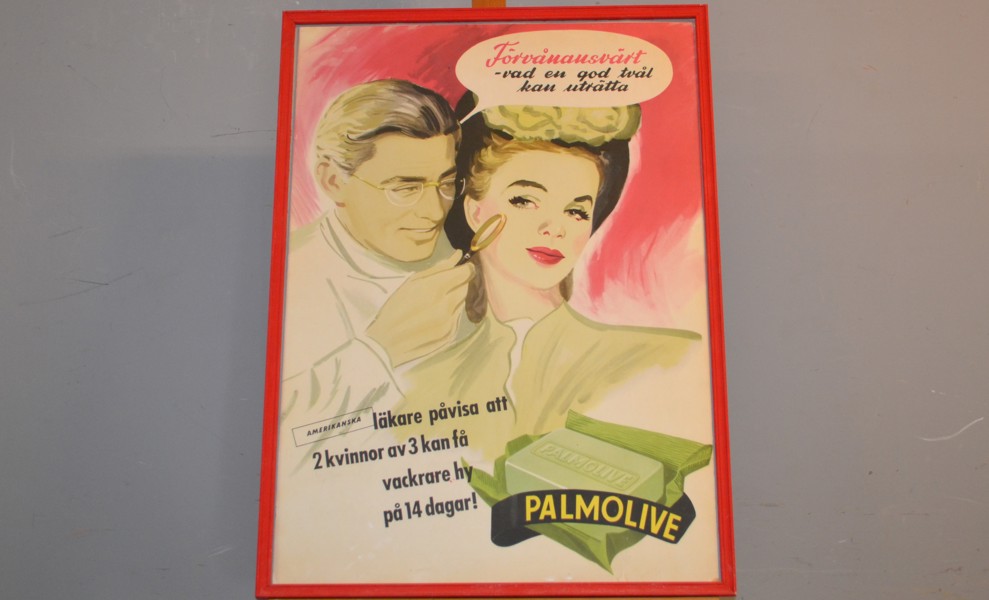 Förvånansvärt
-vad en god tvål
kan uträtta
AMERIKANSKA läkare påvisa att
2 kvinnor av 3 kan få
vackrare hy
på 14 dagar!
PALMOLIVE
PALMOLIVE